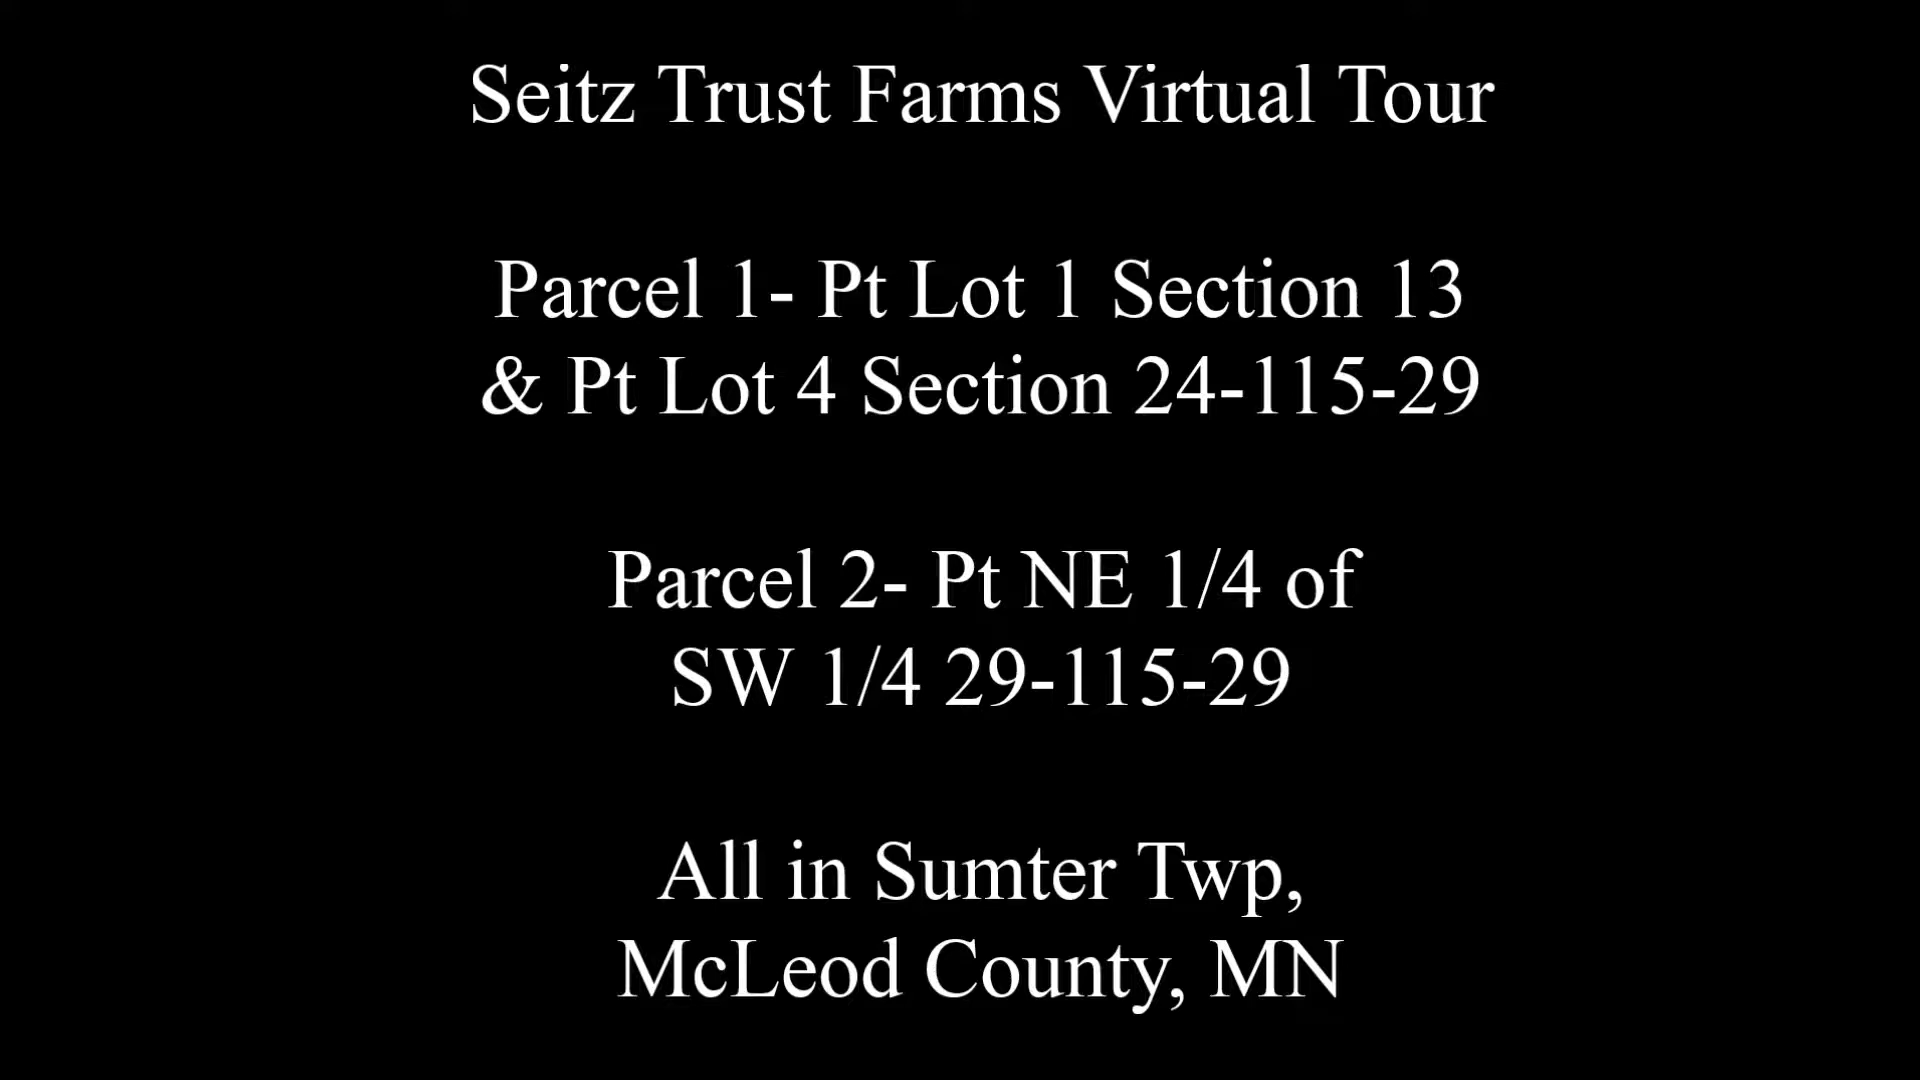 Seitz Trust Farms Virtual Tour
Parcel 1- Pt Lot 1 Section 13
& Pt Lot 4 Section 24-115-29
Parcel 2- Pt NE 1/4 of
SW 1/4 29-115-29
All in Sumter Twp,
McLeod County, MN